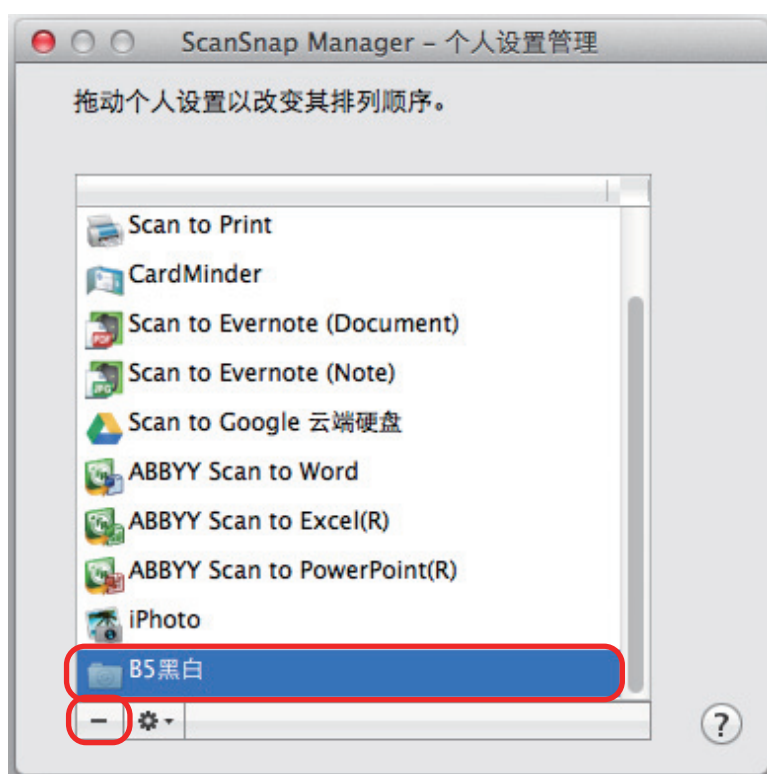 ScanSnap Manager – 个人设置管理
拖动个人设置以改变其排列顺序。
Scan to Print
CardMinder
Scan to Evernote (Document)
PDF
Scan to Evernote (Note)
JPG
Scan to Google 云端硬盘
ABBYY Scan to Word
ABBYY Scan to Excel(R)
ABBYY Scan to PowerPoint(R)
iPhoto
B5黑白
− 
?